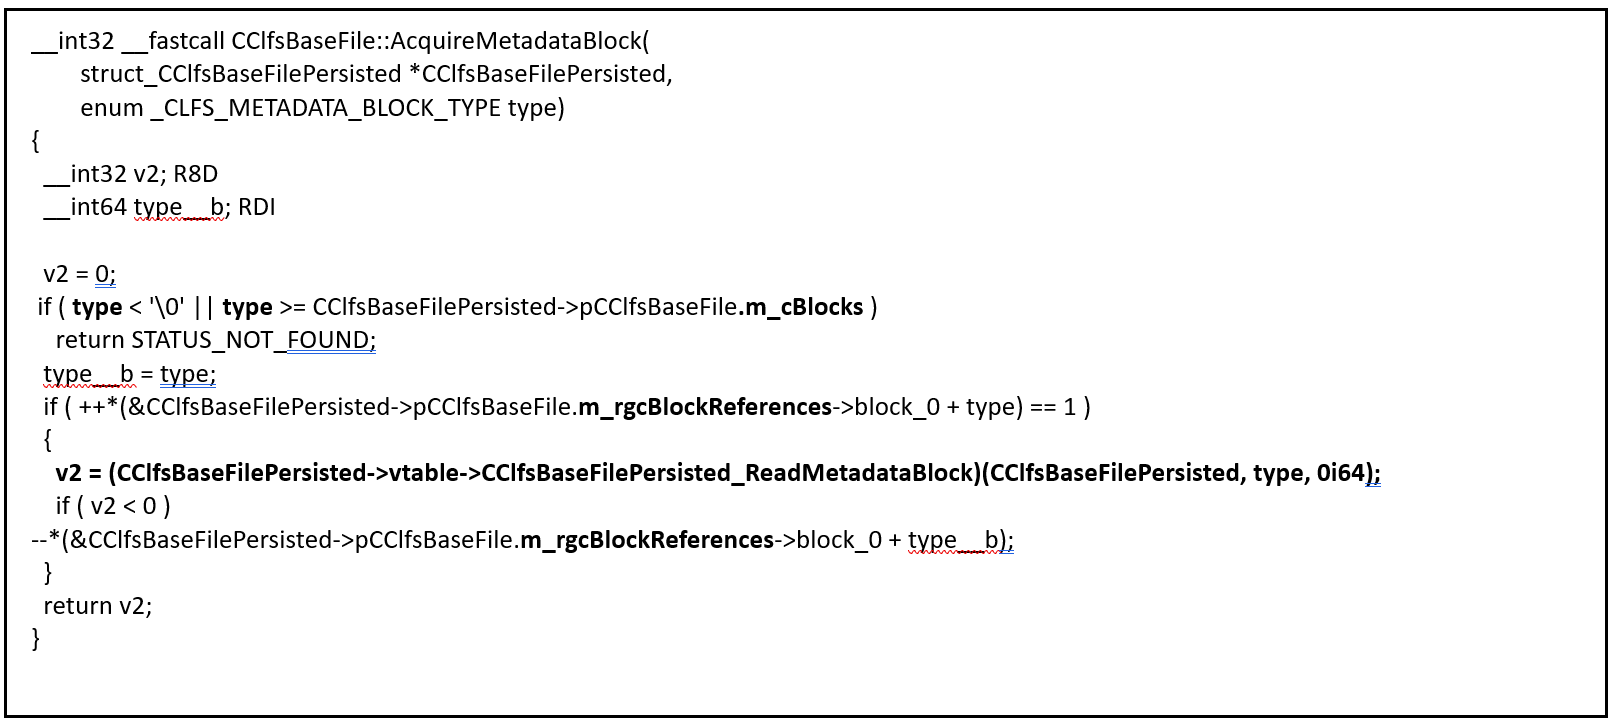 __int32 __fastcall CClfsBaseFile::AcquireMetadataBlock(
struct_CClfsBaseFilePersisted *CClfsBaseFilePersisted,
enum _CLFS_METADATA_BLOCK_TYPE type)
{
__int32 v2; R8D
__int64 type__b; RDI
v2 = 0;
if ( type < '\0' || type >= CClfsBaseFilePersisted->pCClfsBaseFile.m_cBlocks )
return STATUS_NOT_FOUND;
type__b = type;
if ( ++*(&CClfsBaseFilePersisted->pCClfsBaseFile.m_rgcBlockReferences->block_0 + type) == 1 )
{
v2 = (CClfsBaseFilePersisted->vtable->CClfsBaseFilePersisted_ReadMetadataBlock)(CClfsBaseFilePersisted, type, 0i64);
if ( v2 < 0 )
--*(&CClfsBaseFilePersisted->pCClfsBaseFile.m_rgcBlockReferences->block_0 + type__b);
}
return v2;
}